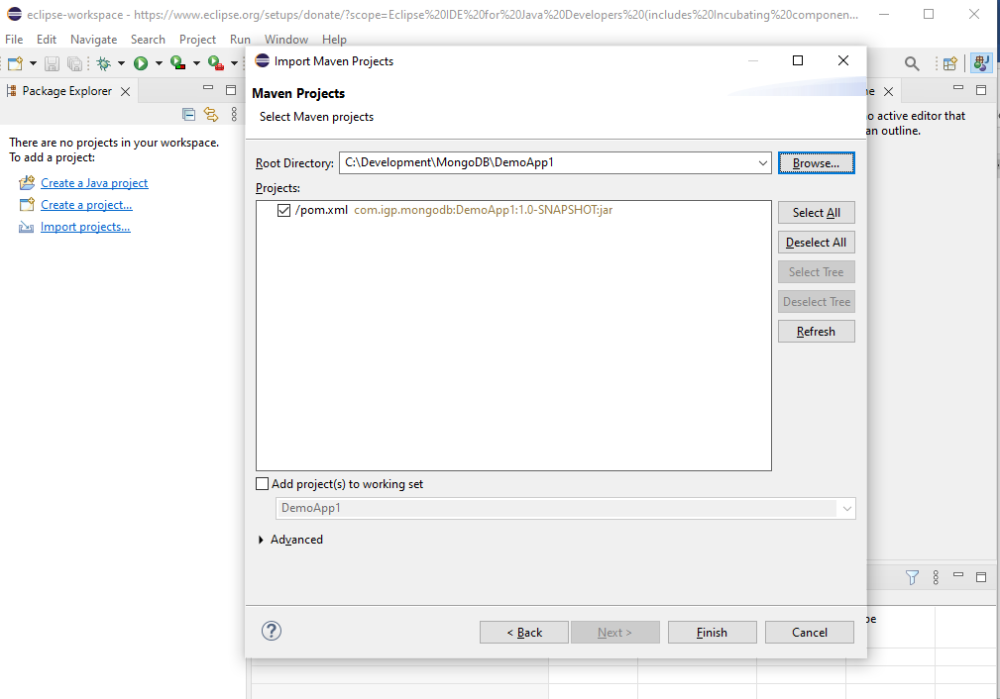 eclipse-workspace - https://www.eclipse.org/setups/donate/?scope=Eclipse%20IDE%20for%20Java%20Developers%20(includes%20Incubating%20componen...
File Edit Navigate Search Project Run Window Help
Import Maven Projects
Package Explorer
Maven Projects
Select Maven projects
There are no projects in your workspace.
To add a project:
Create a Java project
Create a project...
Import projects...
Root Directory: C:\Development\MongoDB\DemoApp1 Browse...
Projects:
/pom.xml com.igp.mongodb:DemoApp1:1.0-SNAPSHOT:jar
Select All
Deselect All
Select Tree
Deselect Tree
Refresh
o active editor that
an outline.
Add project(s) to working set
DemoApp1
Advanced
? < Back Next > Finish Cancel